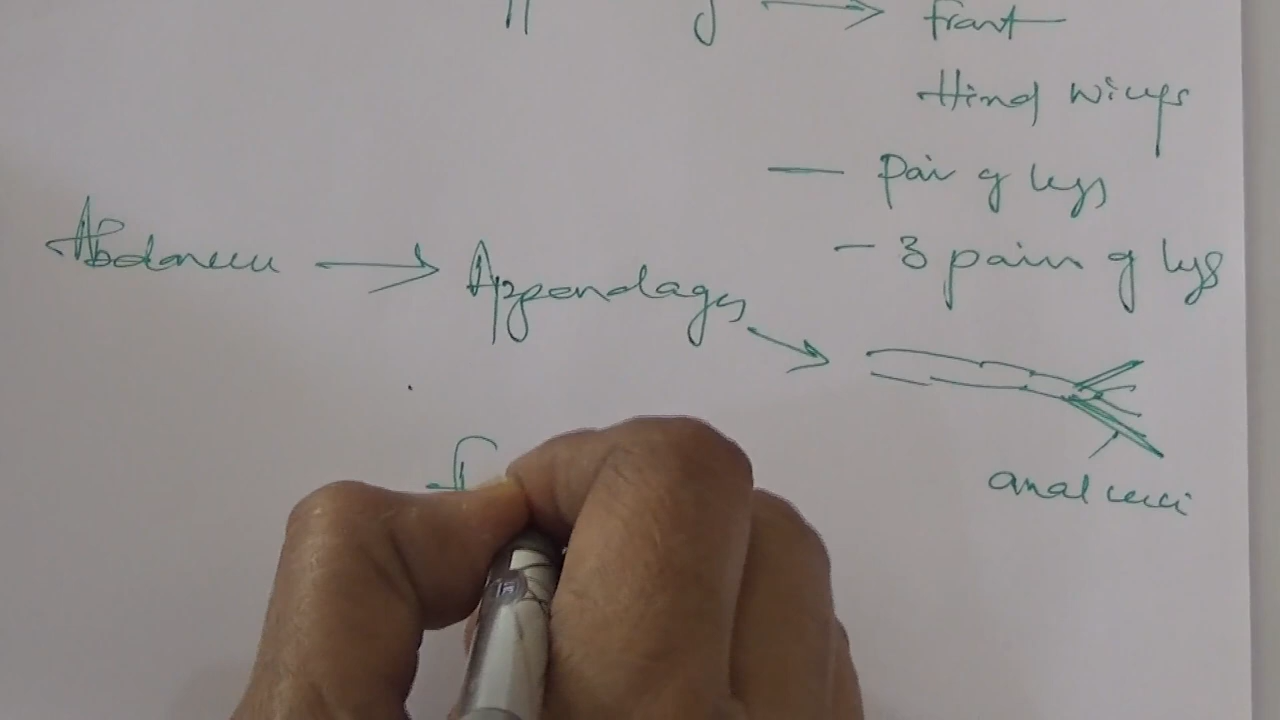 front
Hind wings
— Pair of legs
Abdomen → Appendages
- 3 pairs of legs
anal cerci
f